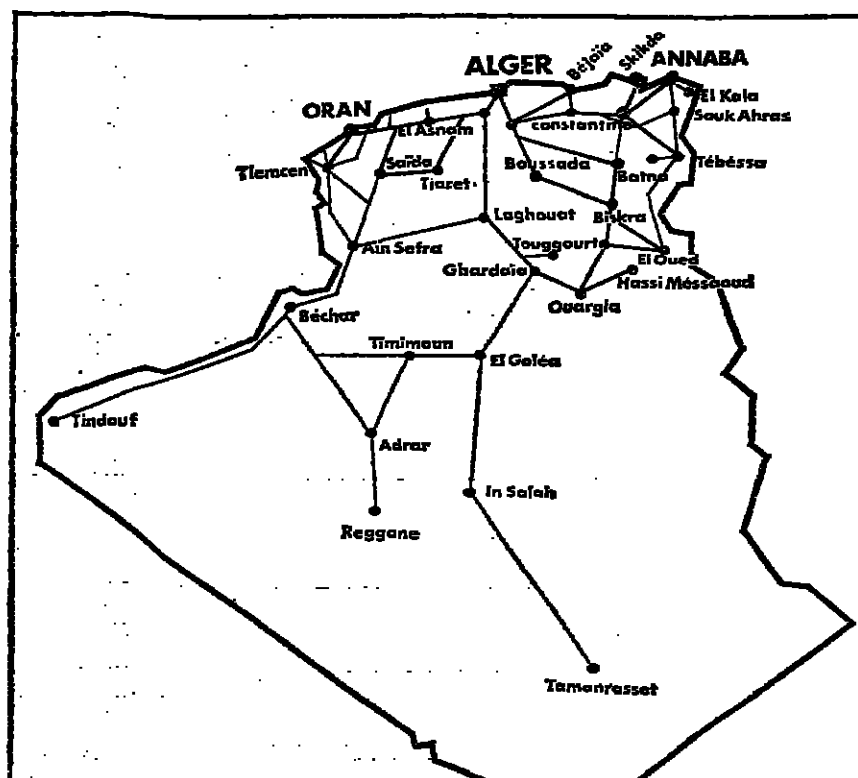 Béjaïa
Skikda
ANNABA
ALGER
El Kala
ORAN
El Asnam
Constantine
Souk Ahras
Tlemcen
Saïda
Tiaret
Boussada
Batna
Tébéssa
Laghouat
Biskra
Aïn Sefra
Touggourt
El Oued
Ghardaïa
Hassi Méssaoud
Ouargla
Béchar
Timimoun
El Goléa
Tindouf
Adrar
In Salah
Reggane
Tamanrasset